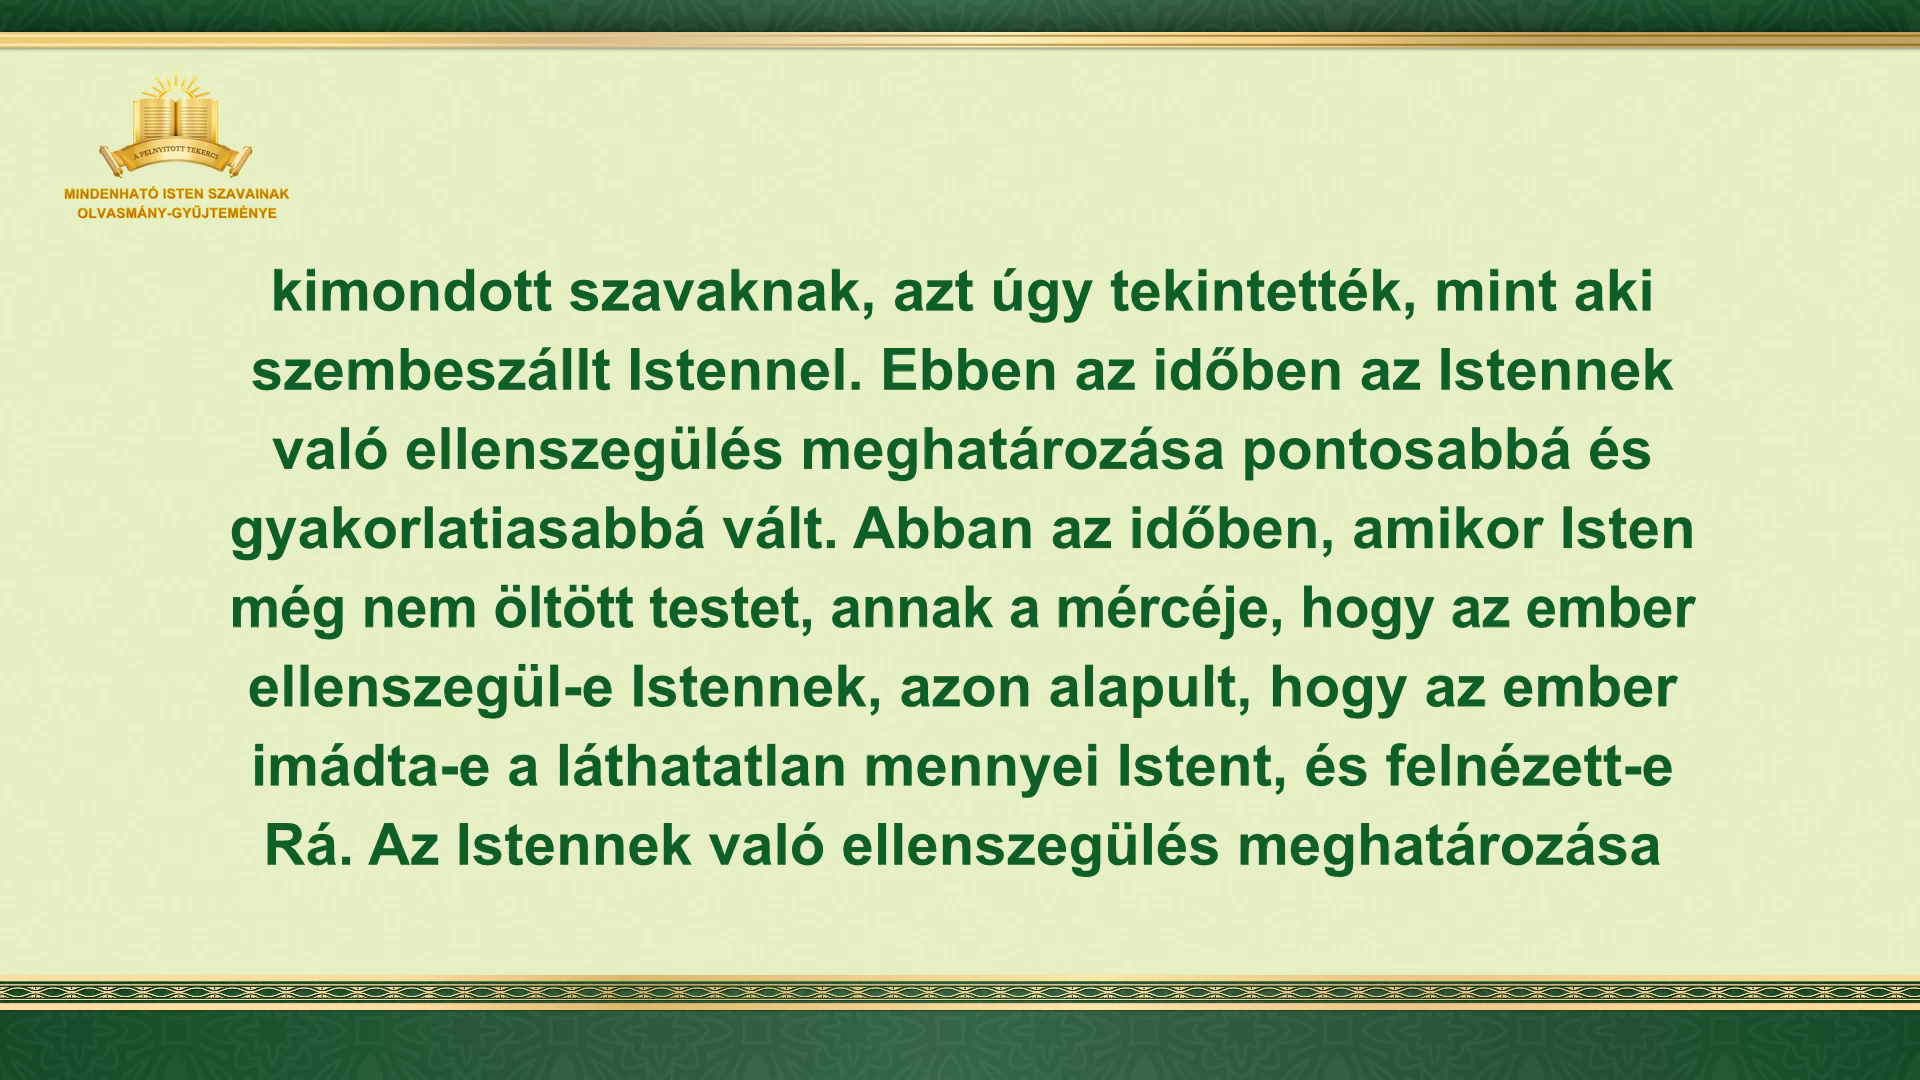 A FELNYITOTT TEKERCS
MINDENHATÓ ISTEN SZAVAINAK
OLVASMÁNY-GYŰJTEMÉNYE
kimondott szavaknak, azt úgy tekintették, mint aki
szembeszállt Istennel. Ebben az időben az Istennek
való ellenszegülés meghatározása pontosabbá és
gyakorlatiasabbá vált. Abban az időben, amikor Isten
még nem öltött testet, annak a mércéje, hogy az ember
ellenszegül-e Istennek, azon alapult, hogy az ember
imádta-e a láthatatlan mennyei Istent, és felnézett-e
Rá. Az Istennek való ellenszegülés meghatározása